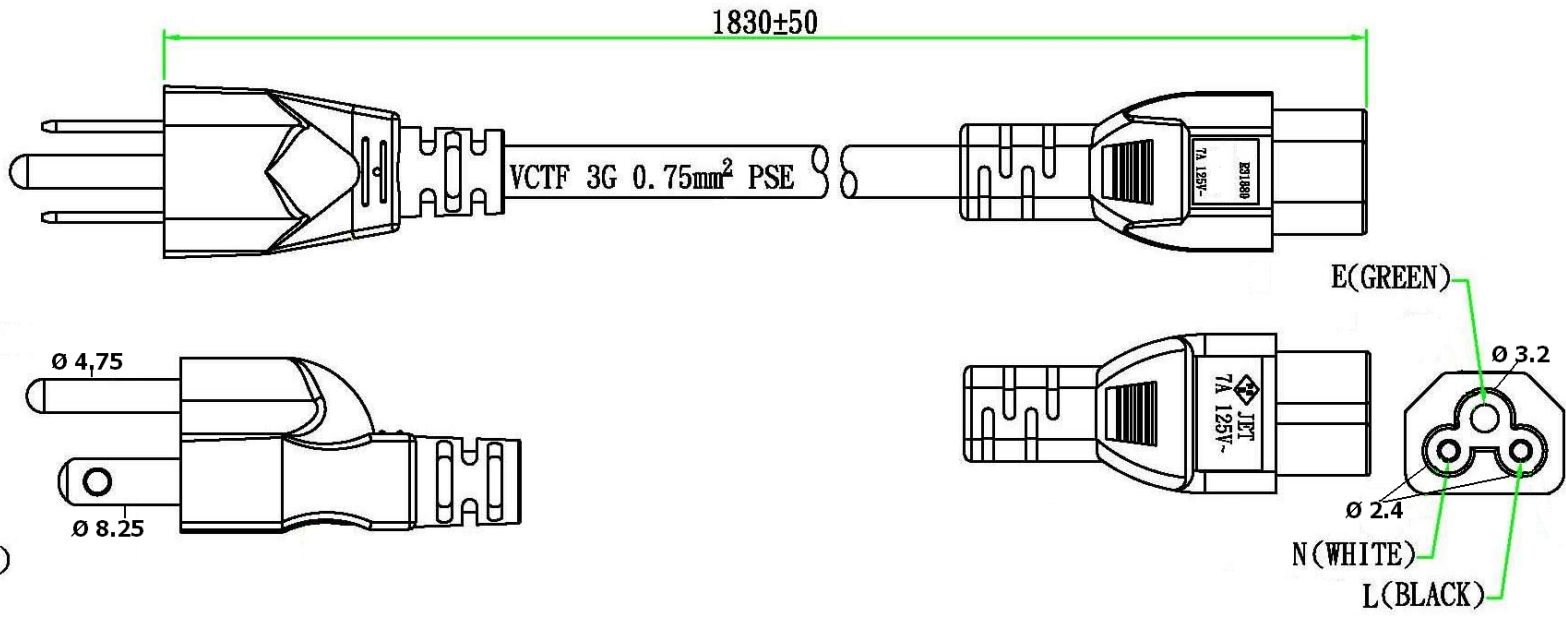 1830±50
VCTF 3G 0.75mm² PSE
E91880
7A 125V~
E(GREEN)
Ø 4,75
Ø 8.25
JET
7A 125V~
Ø 3.2
Ø 2.4
N(WHITE)
L(BLACK)